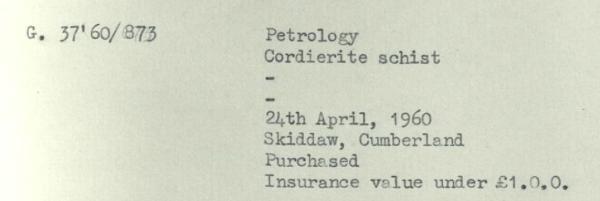 G. 37'60/873
Petrology
Cordierite schist
-
-
24th April, 1960
Skiddaw, Cumberland
Purchased
Insurance value under £1.0.0.